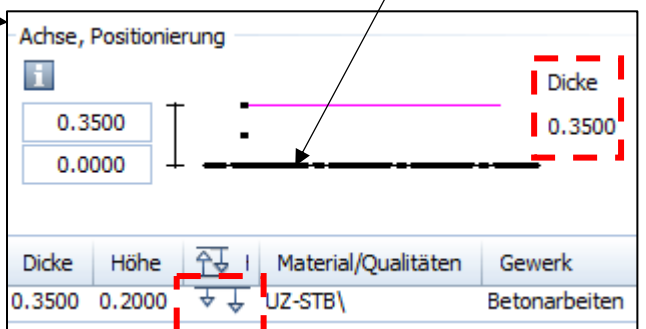 Achse, Positionierung
i
Dicke
0.3500
0.3500
0.0000
Dicke Höhe Material/Qualitäten Gewerk
0.3500 0.2000 UZ-STB\ Betonarbeiten